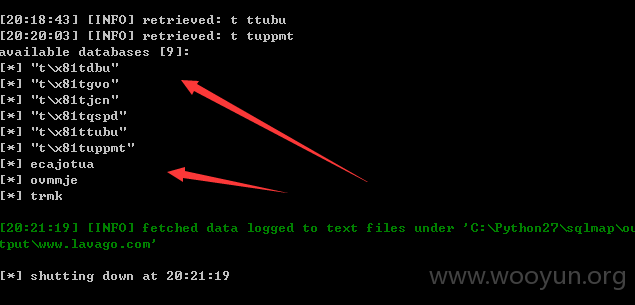 [20:18:43] [INFO] retrieved: t ttubu
[20:20:03] [INFO] retrieved: t tuppmt
available databases [9]:
[*] "t\x81tdbu"
[*] "t\x81tgvo"
[*] "t\x81tjcn"
[*] "t\x81tqspd"
[*] "t\x81ttubu"
[*] "t\x81tuppmt"
[*] ecajotua
[*] ovmmje
[*] trmk
[20:21:19] [INFO] fetched data logged to text files under 'C:\Python27\sqlmap\ou
tput\www.lavago.com'
[*] shutting down at 20:21:19
www.wooyun.org